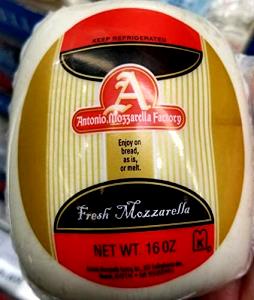 KEEP REFRIGERATED
A
Antonio Mozzarella Factory
Enjoy on
bread,
as is,
or melt.
Fresh Mozzarella
NET WT. 16 OZ
K